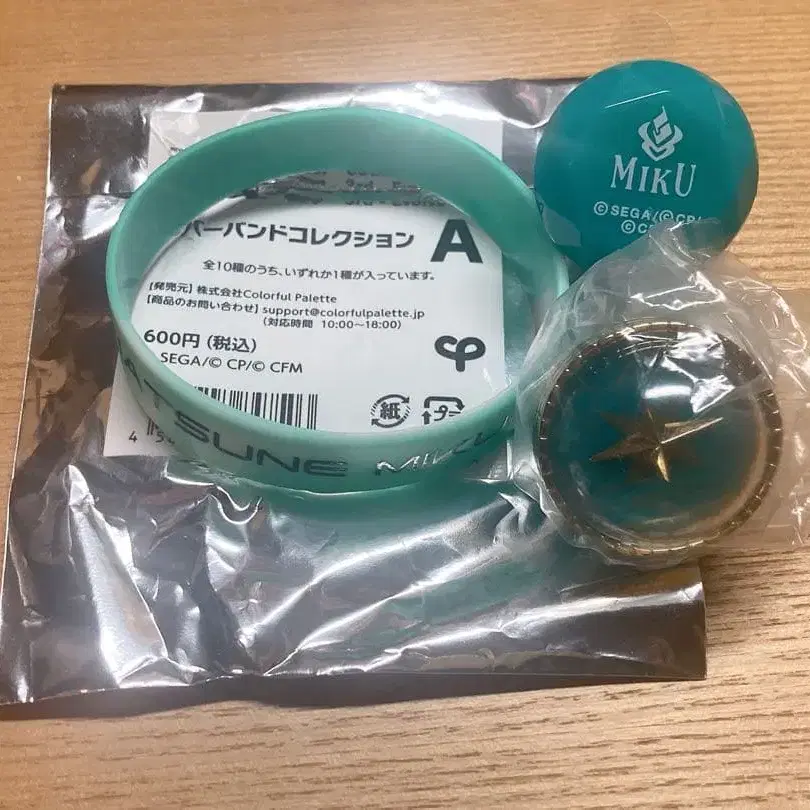 バーバンドコレクション A
全10種のうち、いずれか1種が入っています。
[発売元] 株式会社Colorful Palette
[商品のお問い合わせ] support@colorfulpalette.jp
(対応時間 10:00~18:00)
600円(税込)
SEGA/© CP/© CFM
紙
プラ
ATSUNE MIKU
MIKU
©SEGA/©CP/